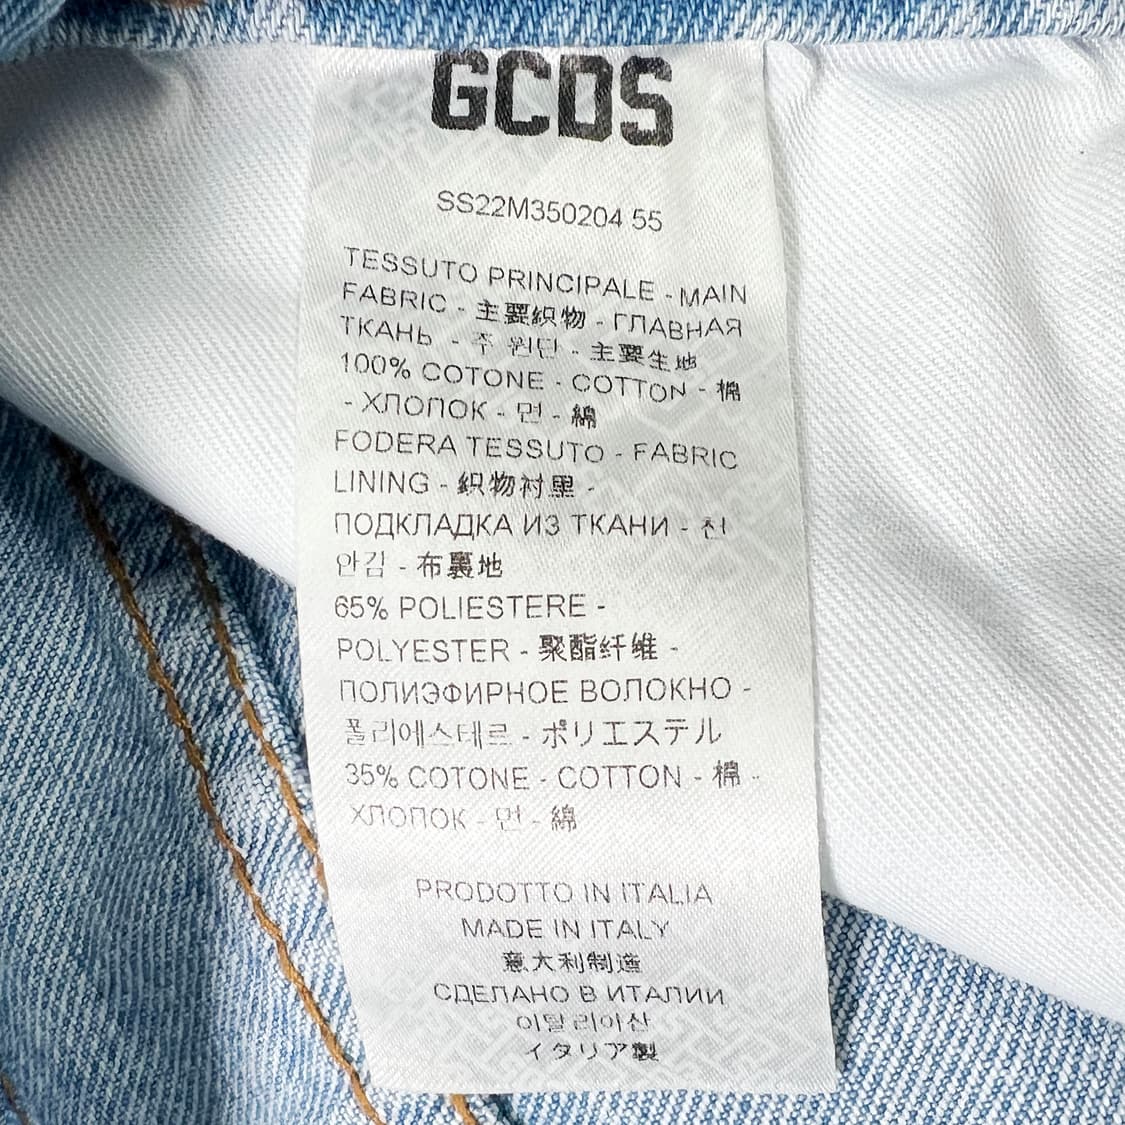 GCDS
SS22M350204 55
TESSUTO PRINCIPALE - MAIN
FABRIC - 主要织物 - ГЛАВНАЯ
ТКАНЬ - 주 원단 - 主要生地
100% COTONE - COTTON - 棉
- ХЛОПОК - 면 - 綿
FODERA TESSUTO - FABRIC
LINING - 织物衬里 -
ПОДКЛАДКА ИЗ ТКАНИ - 천
안감 - 布裏地
65% POLIESTERE -
POLYESTER - 聚酯纤维 -
ПОЛИЭФИРНОЕ ВОЛОКНО -
폴리에스테르 - ポリエステル
35% COTONE - COTTON - 棉 -
ХЛОПОК - 면 - 綿
PRODOTTO IN ITALIA
MADE IN ITALY
意大利制造
СДЕЛАНО В ИТАЛИИ
이탈리아산
イタリア製